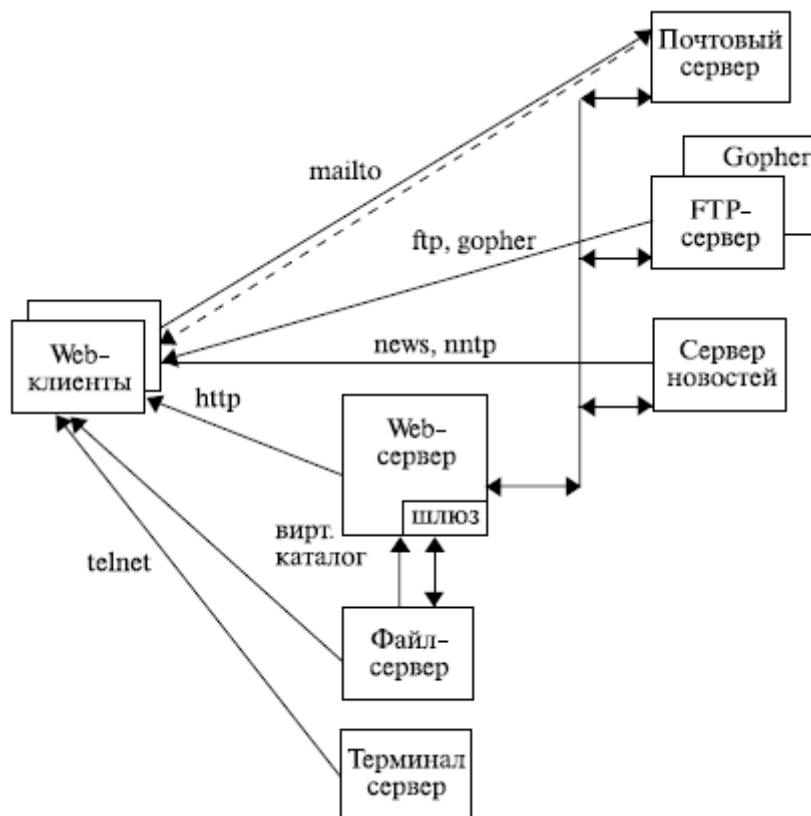 Почтовый
сервер
mailto
Gopher
FTP-
сервер
ftp, gopher
news, nntp
Сервер
новостей
Web-
клиенты
http
Web-
сервер
шлюз
вирт.
каталог
telnet
Файл-
сервер
Терминал
сервер